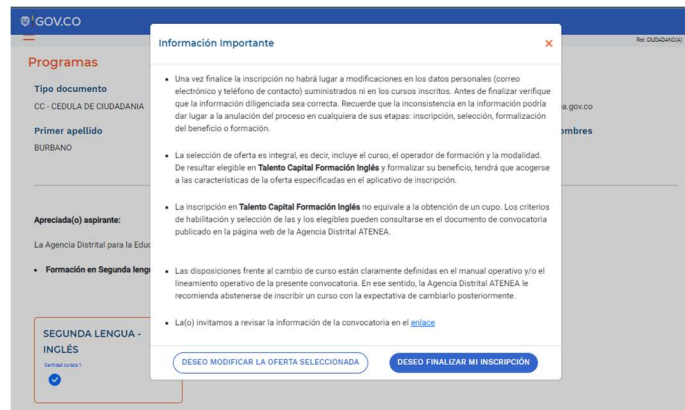 GOV.CO
Rol: CIUDADANO(A)
Programas
Tipo documento
CC - CEDULA DE CIUDADANIA
Primer apellido
BURBANO
a.gov.co
ombres
Apreciada(o) aspirante:
La Agencia Distrital para la Educ
• Formación en Segunda lengu
SEGUNDA LENGUA -
INGLÉS
Cantidad cursos 1
Información Importante
• Una vez finalice la inscripción no habrá lugar a modificaciones en los datos personales (correo
electrónico y teléfono de contacto) suministrados ni en los cursos inscritos. Antes de finalizar verifique
que la información diligenciada sea correcta. Recuerde que la inconsistencia en la información podría
dar lugar a la anulación del proceso en cualquiera de sus etapas: inscripción, selección, formalización
del beneficio o formación.
• La selección de oferta es integral, es decir, incluye el curso, el operador de formación y la modalidad.
De resultar elegible en Talento Capital Formación Inglés y formalizar su beneficio, tendrá que acogerse
a las características de la oferta especificadas en el aplicativo de inscripción.
• La inscripción en Talento Capital Formación Inglés no equivale a la obtención de un cupo. Los criterios
de habilitación y selección de las y los elegibles pueden consultarse en el documento de convocatoria
publicado en la página web de la Agencia Distrital ATENEA.
• Las disposiciones frente al cambio de curso están claramente definidas en el manual operativo y/o el
lineamiento operativo de la presente convocatoria. En ese sentido, la Agencia Distrital ATENEA le
recomienda abstenerse de inscribir un curso con la expectativa de cambiarlo posteriormente.
• La(o) invitamos a revisar la información de la convocatoria en el enlace
DESEO MODIFICAR LA OFERTA SELECCIONADA
DESEO FINALIZAR MI INSCRIPCIÓN